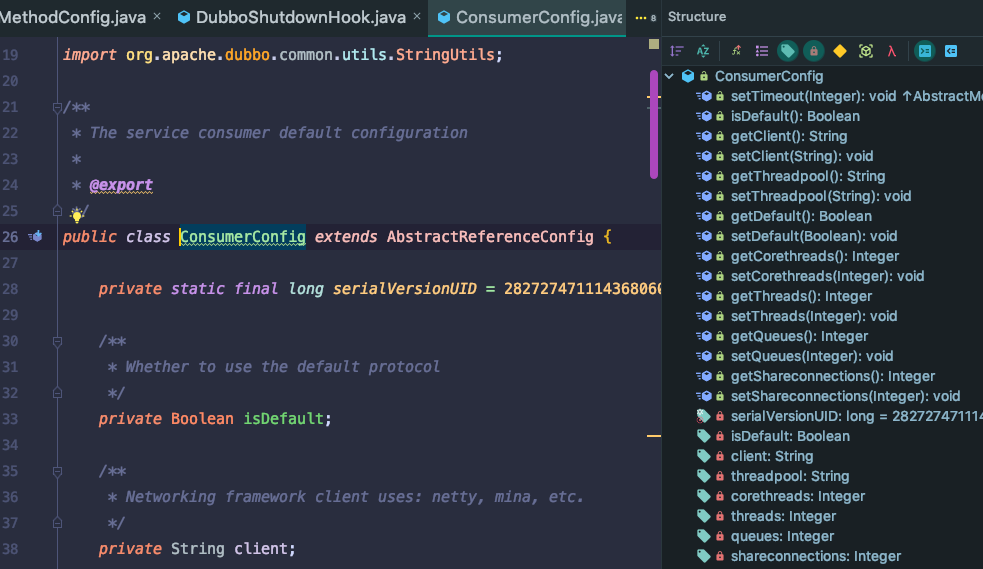 MethodConfig.java × DubboShutdownHook.java × ConsumerConfig.java ... 8 Structure
19 import org.apache.dubbo.common.utils.StringUtils;
20
21 /**
22 * The service consumer default configuration
23 *
24 * @export
25 */
26 public class ConsumerConfig extends AbstractReferenceConfig {
27
28 private static final long serialVersionUID = 28272747111436806
29
30 /**
31 * Whether to use the default protocol
32 */
33 private Boolean isDefault;
34
35 /**
36 * Networking framework client uses: netty, mina, etc.
37 */
38 private String client;
ConsumerConfig
setTimeout(Integer): void ↑AbstractMe
isDefault(): Boolean
getClient(): String
setClient(String): void
getThreadpool(): String
setThreadpool(String): void
getDefault(): Boolean
setDefault(Boolean): void
getCorethreads(): Integer
setCorethreads(Integer): void
getThreads(): Integer
setThreads(Integer): void
getQueues(): Integer
setQueues(Integer): void
getShareconnections(): Integer
setShareconnections(Integer): void
serialVersionUID: long = 282727471114
isDefault: Boolean
client: String
threadpool: String
corethreads: Integer
threads: Integer
queues: Integer
shareconnections: Integer